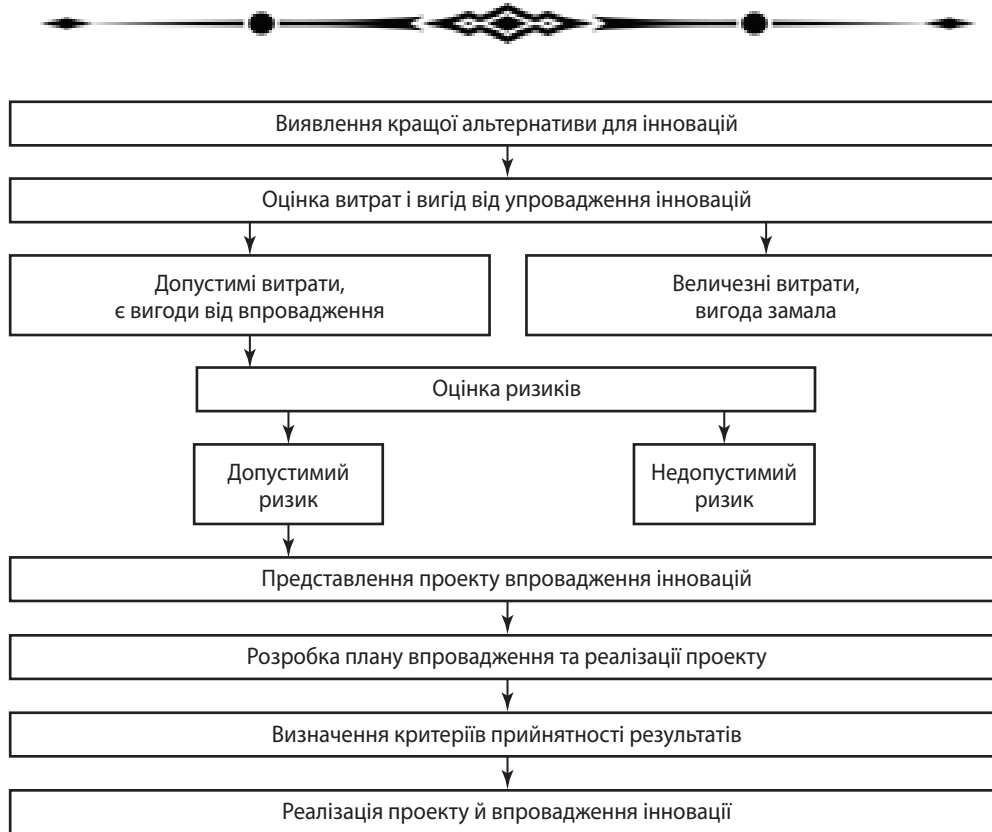 Виявлення кращої альтернативи для інновацій
Оцінка витрат і вигід від упровадження інновацій
Допустимі витрати,
є вигоди від впровадження
Величезні витрати,
вигода замала
Оцінка ризиків
Допустимий
ризик
Недопустимий
ризик
Представлення проекту впровадження інновацій
Розробка плану впровадження та реалізації проекту
Визначення критеріїв прийнятності результатів
Реалізація проекту й впровадження інновації